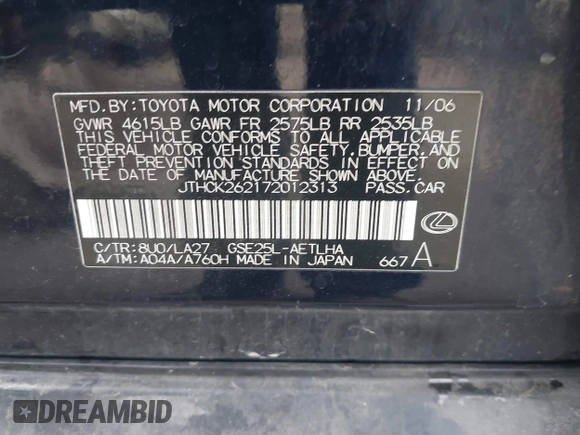 MFD. BY: TOYOTA MOTOR CORPORATION 11/06
GVWR 4615LB GAWR FR 2575LB RR 2535LB
THIS VEHICLE CONFORMS TO ALL APPLICABLE
FEDERAL MOTOR VEHICLE SAFETY, BUMPER, AND
THEFT PREVENTION STANDARDS IN EFFECT ON
THE DATE OF MANUFACTURE SHOWN ABOVE.
JTHCK262172012313 PASS. CAR
C/TR: 8U0/LA27 GSE25L-AETLHA
A/TM: A04A/A760H MADE IN JAPAN 667 A
DREAMBID